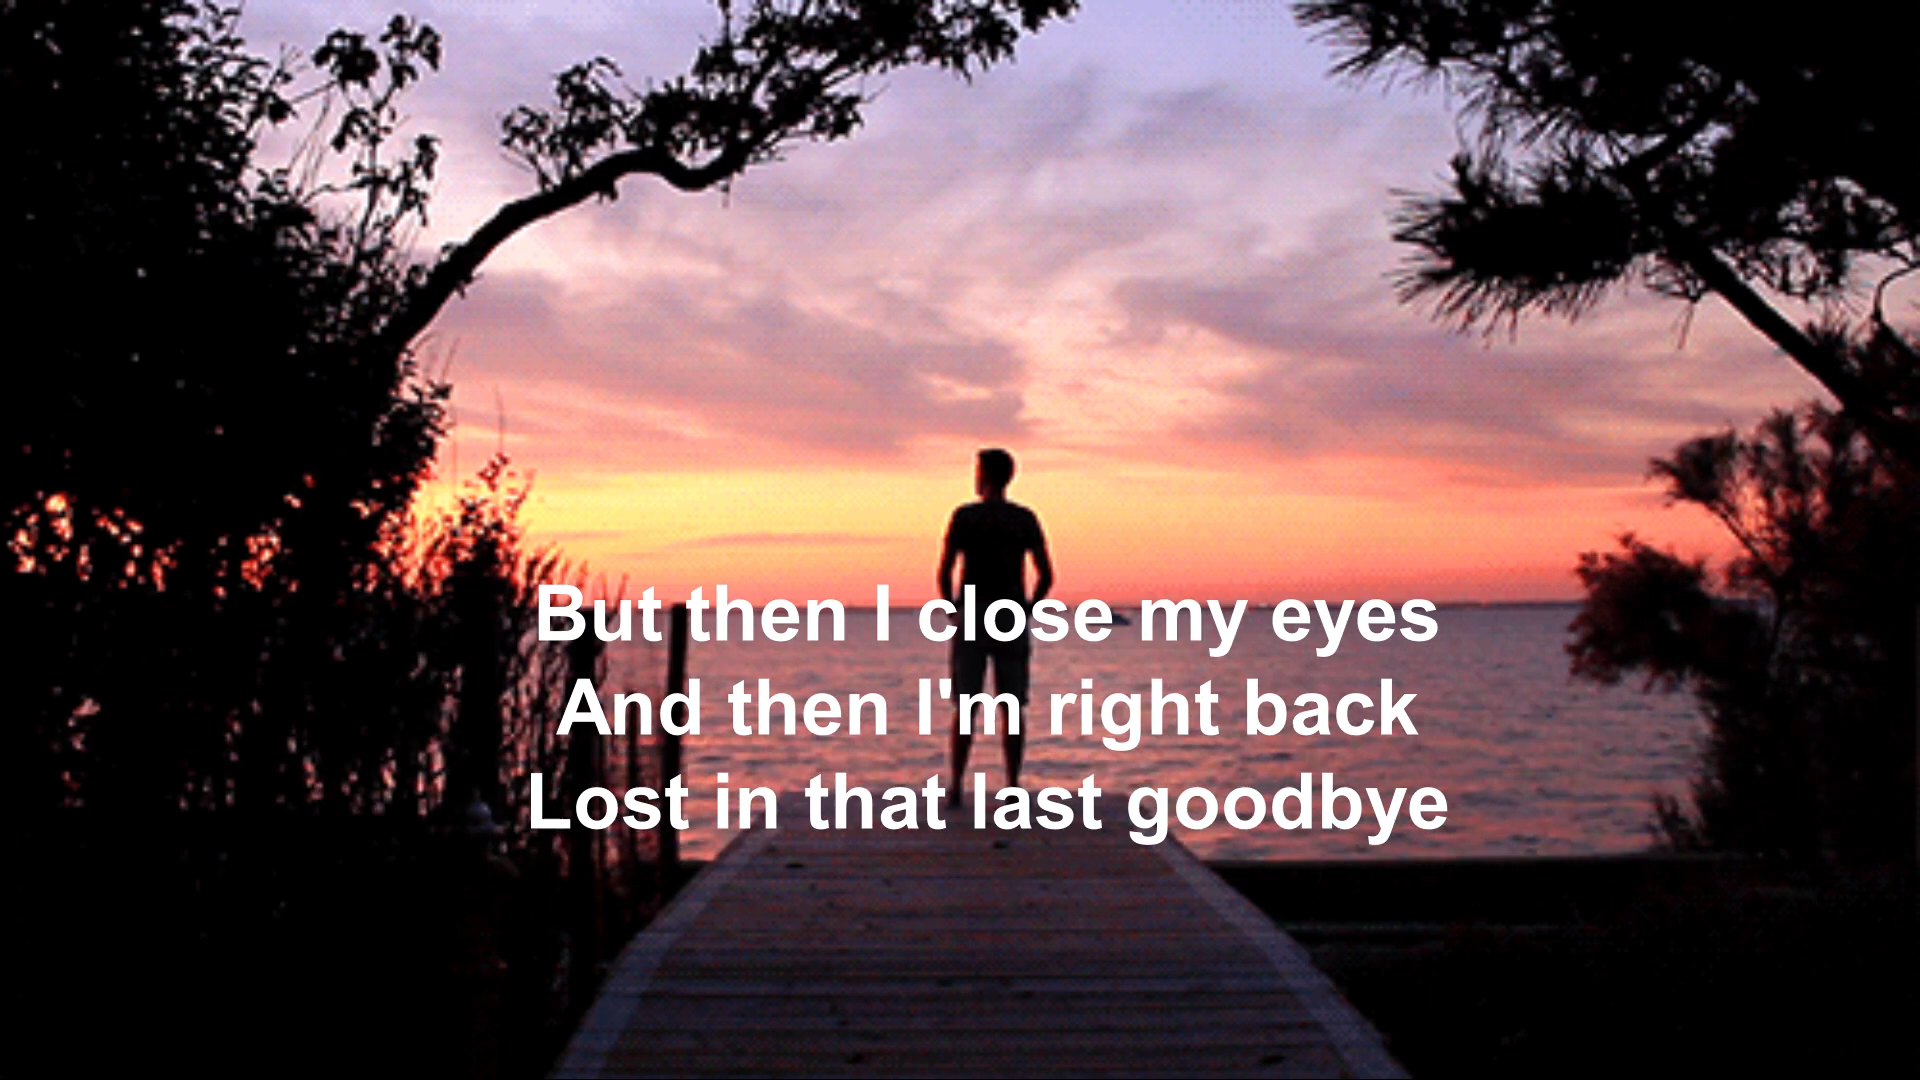 But then I close my eyes
And then I'm right back
Lost in that last goodbye